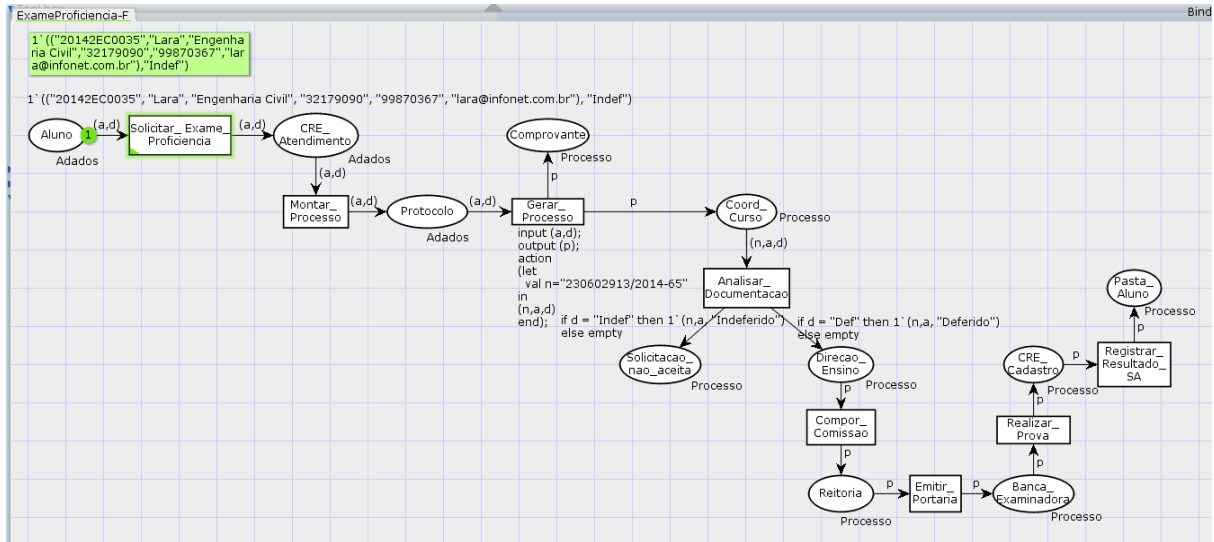 ExameProficiencia-F
Bind
1`(("20142EC0035","Lara","Engenha
ria Civil","32179090","99870367","lar
a@infonet.com.br"),"Indef")
1`(("20142EC0035", "Lara", "Engenharia Civil", "32179090", "99870367", "lara@infonet.com.br"), "Indef")
Aluno
1
Adados
(a,d)
Solicitar_ Exame_
Proficiencia
(a,d)
CRE_
Atendimento
Adados
(a,d)
Montar_
Processo
(a,d)
Protocolo
Adados
(a,d)
Comprovante
Processo
p
Gerar_
Processo
input (a,d);
output (p);
action
(let
val n="230602913/2014-65"
in
(n,a,d)
end);
p
Coord_
Curso
Processo
(n,a,d)
Analisar_
Documentacao
if d = "Indef" then 1`(n,a, "Indeferido")
else empty
if d = "Def" then 1`(n,a, "Deferido")
else empty
Solicitacao_
nao_aceita
Processo
Direcao_
Ensino
Processo
p
Compor_
Comissao
p
Reitoria
Processo
p
Emitir_
Portaria
p
Banca_
Examinadora
Processo
p
Realizar_
Prova
p
CRE_
Cadastro
Processo
p
Registrar_
Resultado_
SA
p
Pasta_
Aluno
Processo